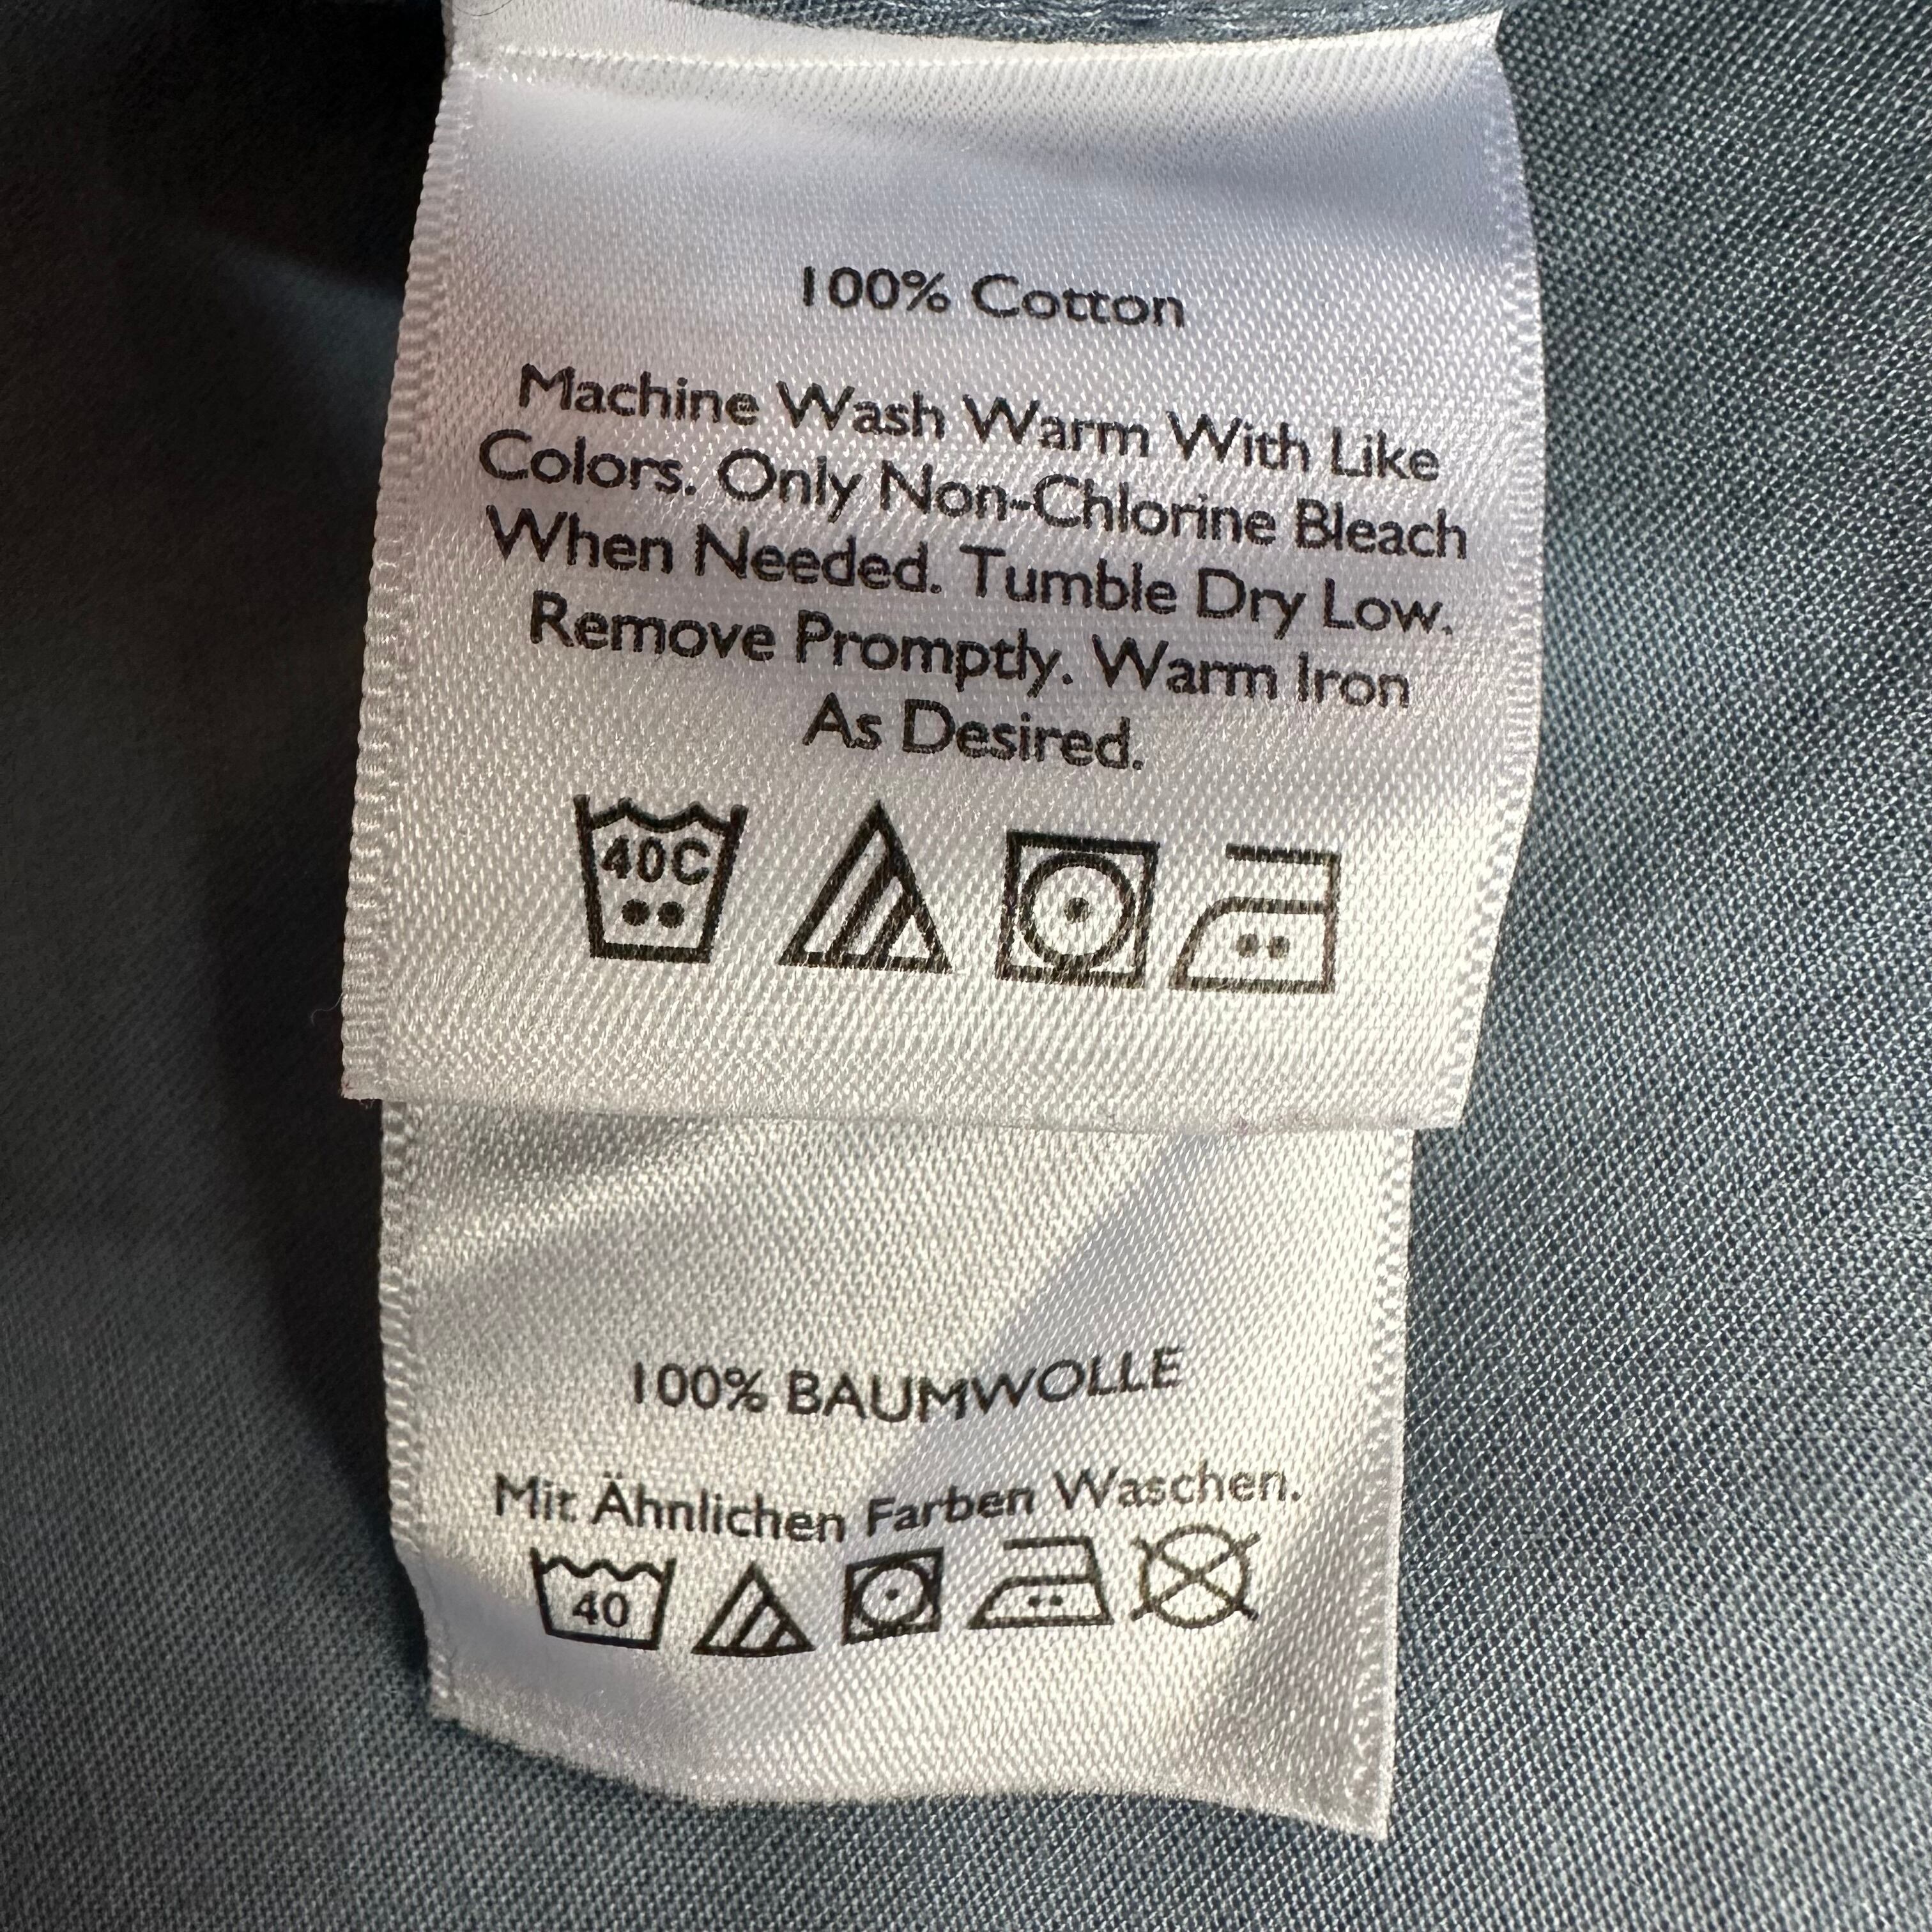 100% Cotton
Machine Wash Warm With Like
Colors. Only Non-Chlorine Bleach
When Needed. Tumble Dry Low.
Remove Promptly. Warm Iron
As Desired.
40C
100% BAUMWOLLE
Mit Ähnlichen Farben Waschen.
40